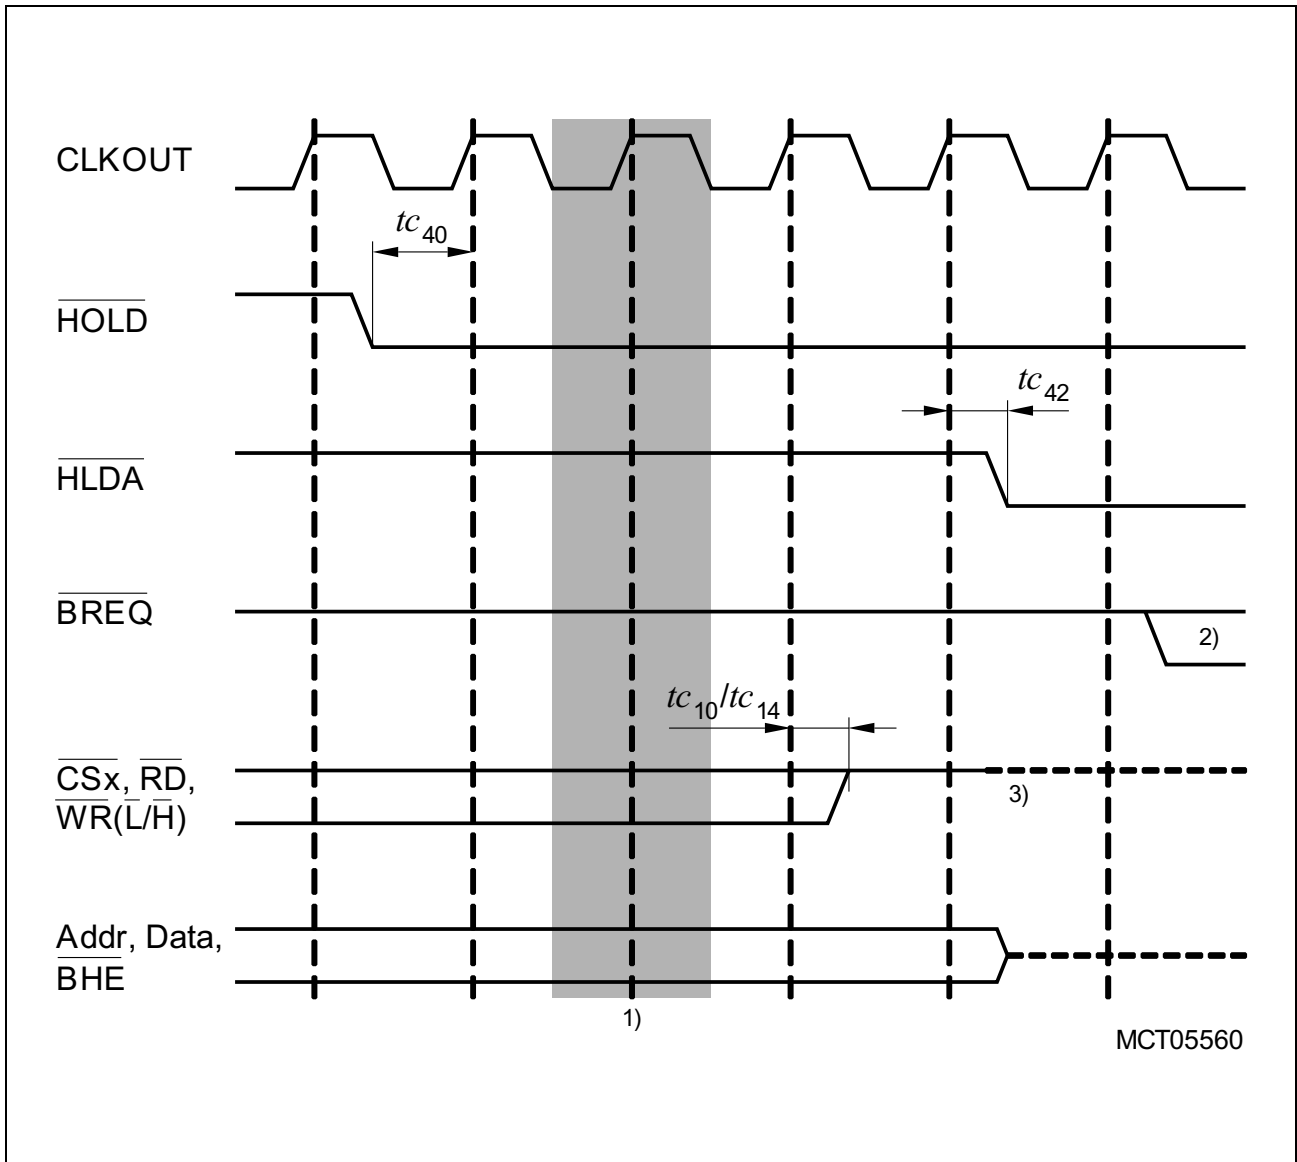 CLKOUT
tc40
HOLD
tc42
HLDA
BREQ
2)
tc10/tc14
CSx, RD,
WR(L/H)
3)
Addr, Data,
BHE
1)
MCT05560